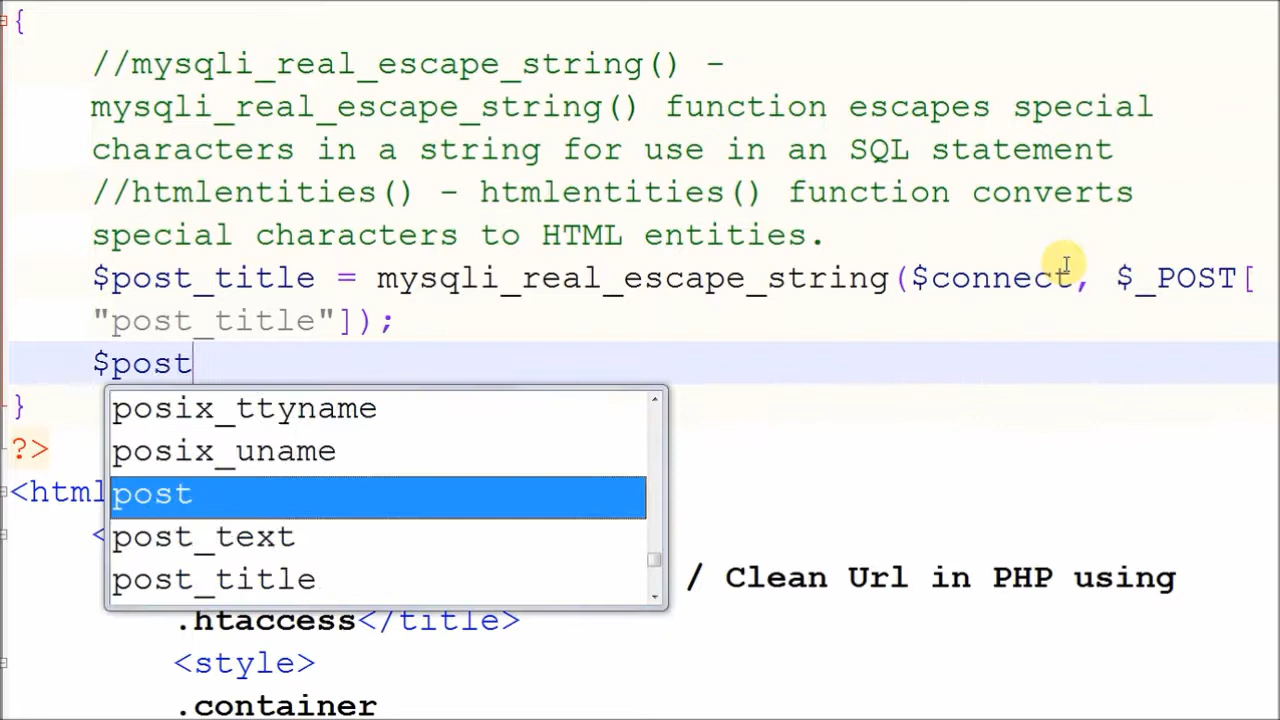 {
//mysqli_real_escape_string() -
mysqli_real_escape_string() function escapes special
characters in a string for use in an SQL statement
//htmlentities() - htmlentities() function converts
special characters to HTML entities.
$post_title = mysqli_real_escape_string($connect, $_POST[
"post_title"]);
$post
}
posix_ttyname
posix_uname
post
post_text
post_title
?>
<html
<
/ Clean Url in PHP using
.htaccess</title>
<style>
.container